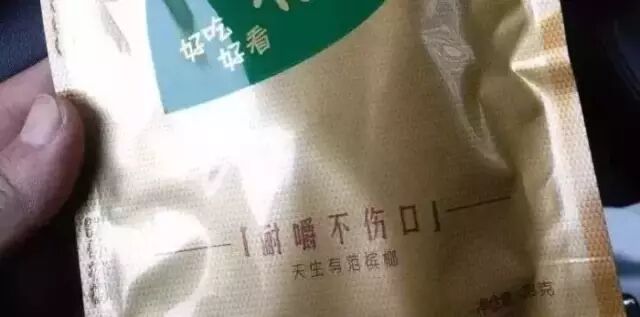 好吃
好看
【耐嚼不伤口】
天生有范槟榔